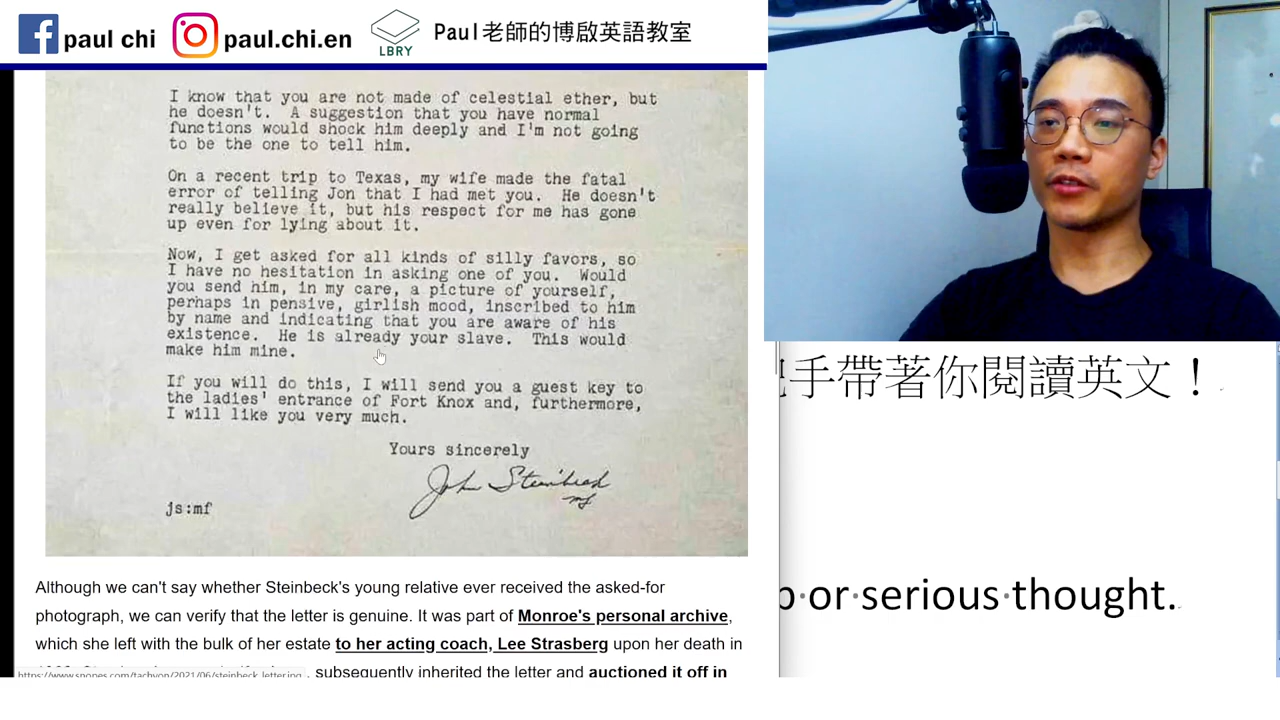 paul chi
paul.chi.en
LBRY
Paul老師的博啟英語教室
I know that you are not made of celestial ether, but
he doesn't. A suggestion that you have normal
functions would shock him deeply and I'm not going
to be the one to tell him.
On a recent trip to Texas, my wife made the fatal
error of telling Jon that I had met you. He doesn't
really believe it, but his respect for me has gone
up even for lying about it.
Now, I get asked for all kinds of silly favors, so
I have no hesitation in asking one of you. Would
you send him, in my care, a picture of yourself,
perhaps in pensive, girlish mood, inscribed to him
by name and indicating that you are aware of his
existence. He is already your slave. This would
make him mine.
If you will do this, I will send you a guest key to
the ladies' entrance of Fort Knox and, furthermore,
I will like you very much.
Yours sincerely
John Steinbeck
mf
js:mf
Although we can't say whether Steinbeck's young relative ever received the asked-for
photograph, we can verify that the letter is genuine. It was part of Monroe's personal archive,
which she left with the bulk of her estate to her acting coach, Lee Strasberg upon her death in
subsequently inherited the letter and auctioned it off in
https://www.snopes.com/tachyon/2021/06/steinbeck_letter.jpg
手帶著你閱讀英文！
or serious thought.